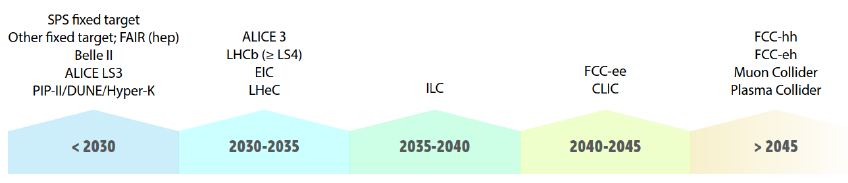 SPS fixed target
Other fixed target; FAIR (hep)
Belle II
ALICE LS3
PIP-II/DUNE/Hyper-K
< 2030
ALICE 3
LHCb (≥ LS4)
EIC
LHeC
2030-2035
ILC
2035-2040
FCC-ee
CLIC
2040-2045
FCC-hh
FCC-eh
Muon Collider
Plasma Collider
> 2045